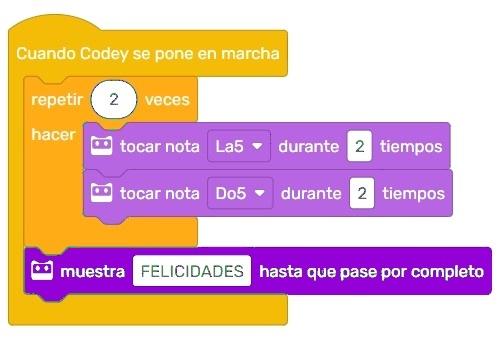 Cuando Codey se pone en marcha
repetir 2 veces
hacer
tocar nota La5 durante 2 tiempos
tocar nota Do5 durante 2 tiempos
muestra FELICIDADES hasta que pase por completo